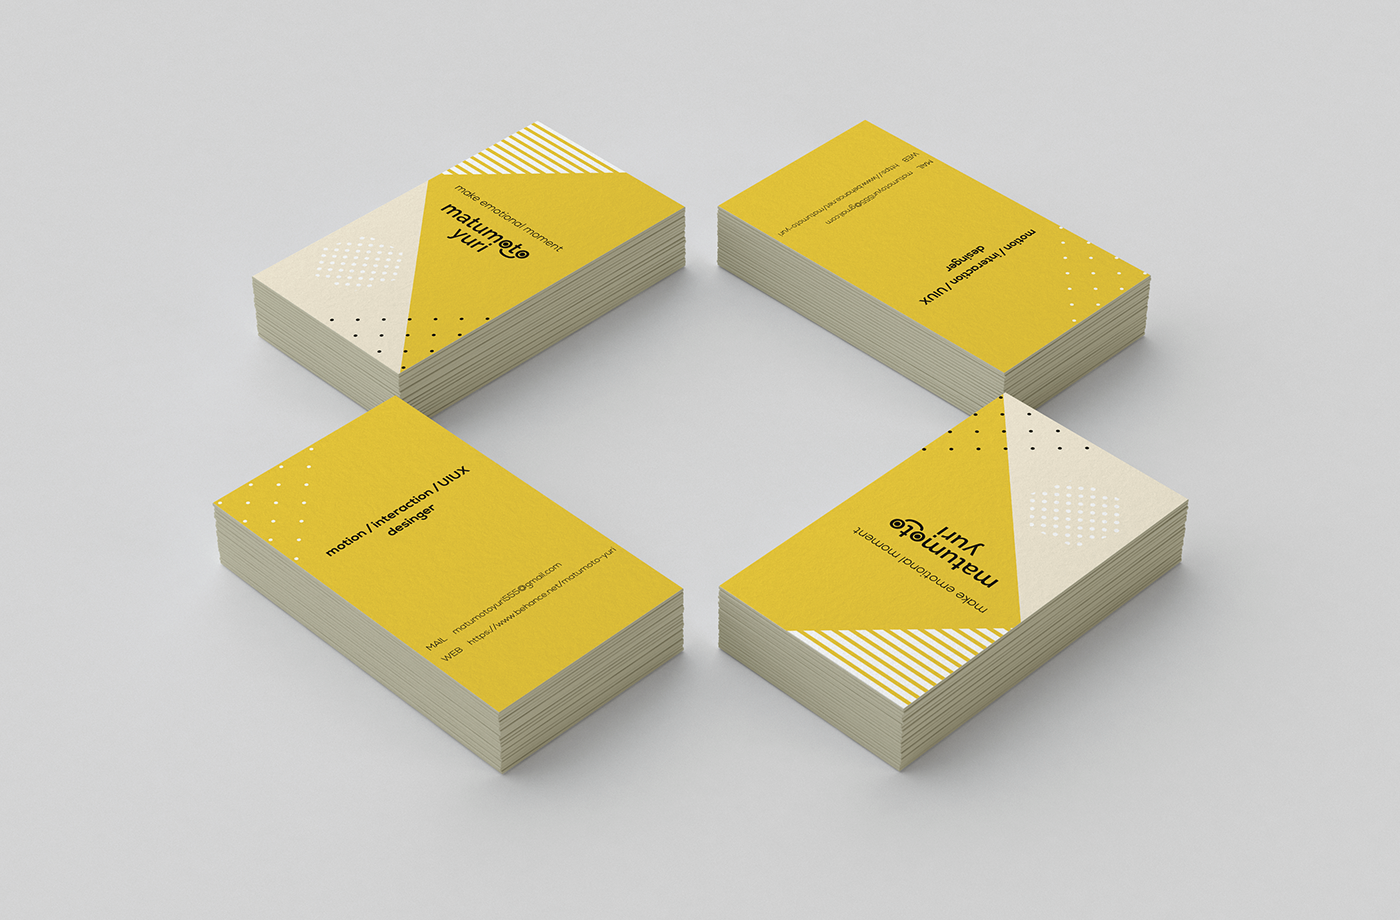 make emotional moment
matumoto
yuri
WEB https://www.behance.net/matumoto-yuri
MAIL matumotoyuri555@gmail.com
motion / interaction / UIUX
desinger
motion / interaction / UIUX
desinger
MAIL matumotoyuri555@gmail.com
WEB https://www.behance.net/matumoto-yuri
make emotional moment
matumoto
yuri